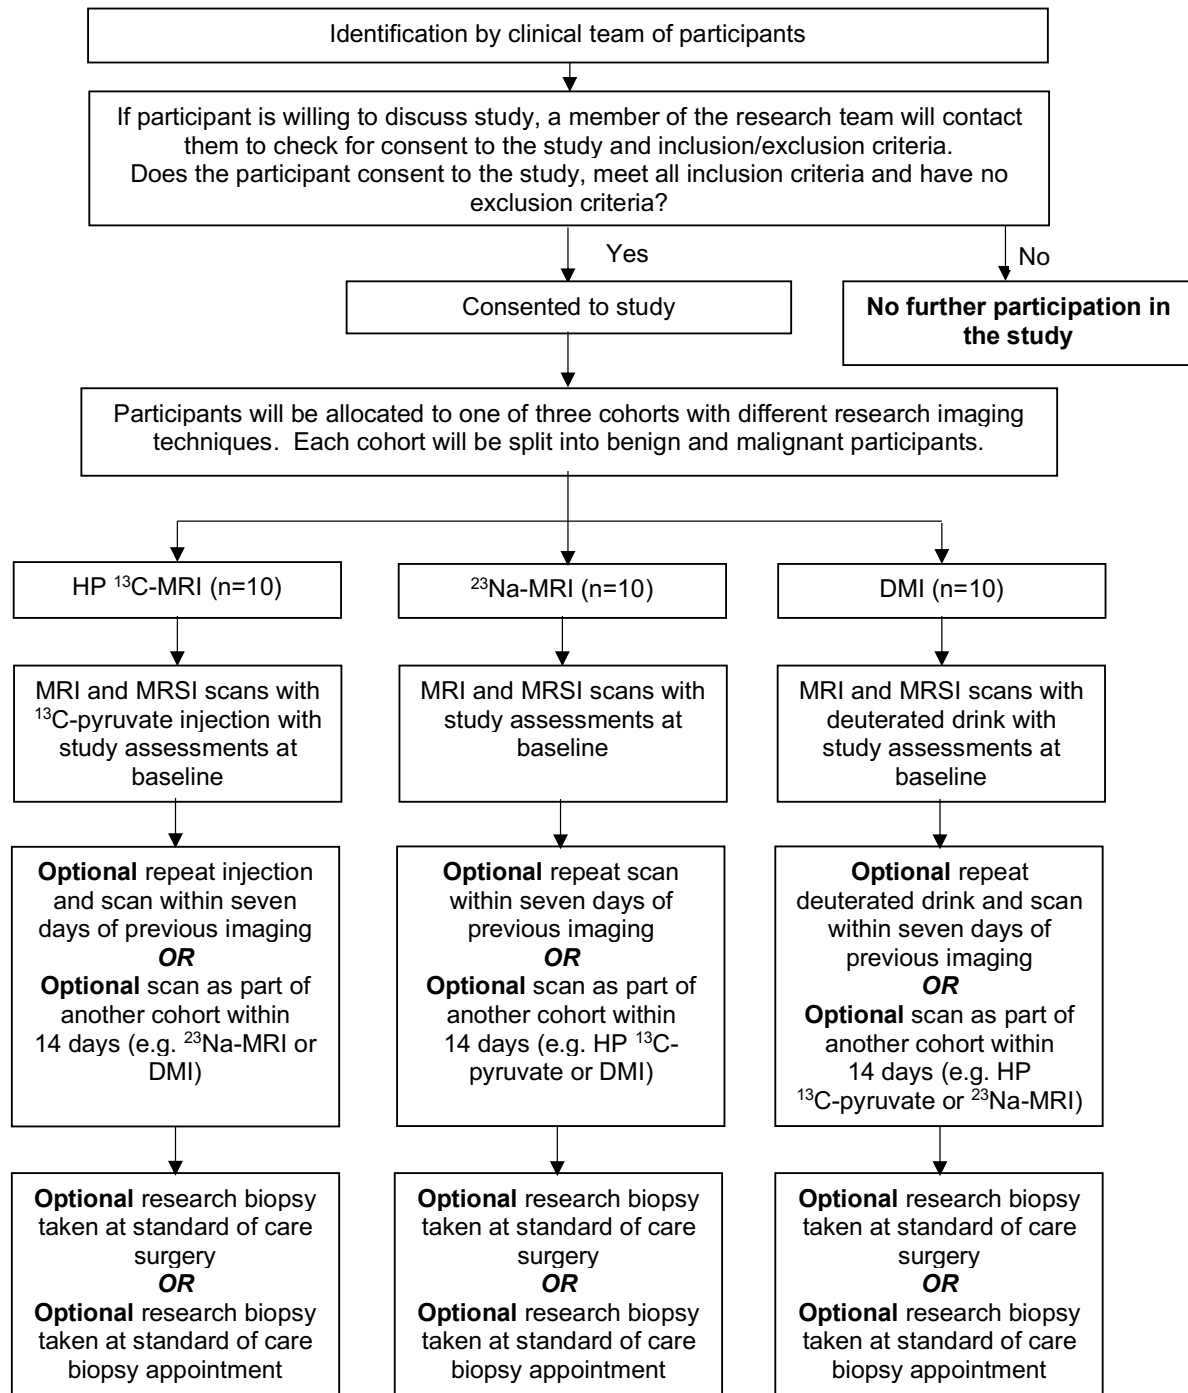 Identification by clinical team of participants
If participant is willing to discuss study, a member of the research team will contact
them to check for consent to the study and inclusion/exclusion criteria.
Does the participant consent to the study, meet all inclusion criteria and have no
exclusion criteria?
Yes
No
Consented to study
No further participation in
the study
Participants will be allocated to one of three cohorts with different research imaging
techniques.  Each cohort will be split into benign and malignant participants.
HP ¹³C-MRI (n=10)
MRI and MRSI scans with
¹³C-pyruvate injection with
study assessments at
baseline
Optional repeat injection
and scan within seven
days of previous imaging
OR
Optional scan as part of
another cohort within
14 days (e.g. ²³Na-MRI or
DMI)
Optional research biopsy
taken at standard of care
surgery
OR
Optional research biopsy
taken at standard of care
biopsy appointment
²³Na-MRI (n=10)
MRI and MRSI scans with
study assessments at
baseline
Optional repeat scan
within seven days of
previous imaging
OR
Optional scan as part of
another cohort within
14 days (e.g. HP ¹³C-
pyruvate or DMI)
Optional research biopsy
taken at standard of care
surgery
OR
Optional research biopsy
taken at standard of care
biopsy appointment
DMI (n=10)
MRI and MRSI scans with
deuterated drink with
study assessments at
baseline
Optional repeat
deuterated drink and scan
within seven days of
previous imaging
OR
Optional scan as part of
another cohort within
14 days (e.g. HP
¹³C-pyruvate or ²³Na-MRI)
Optional research biopsy
taken at standard of care
surgery
OR
Optional research biopsy
taken at standard of care
biopsy appointment